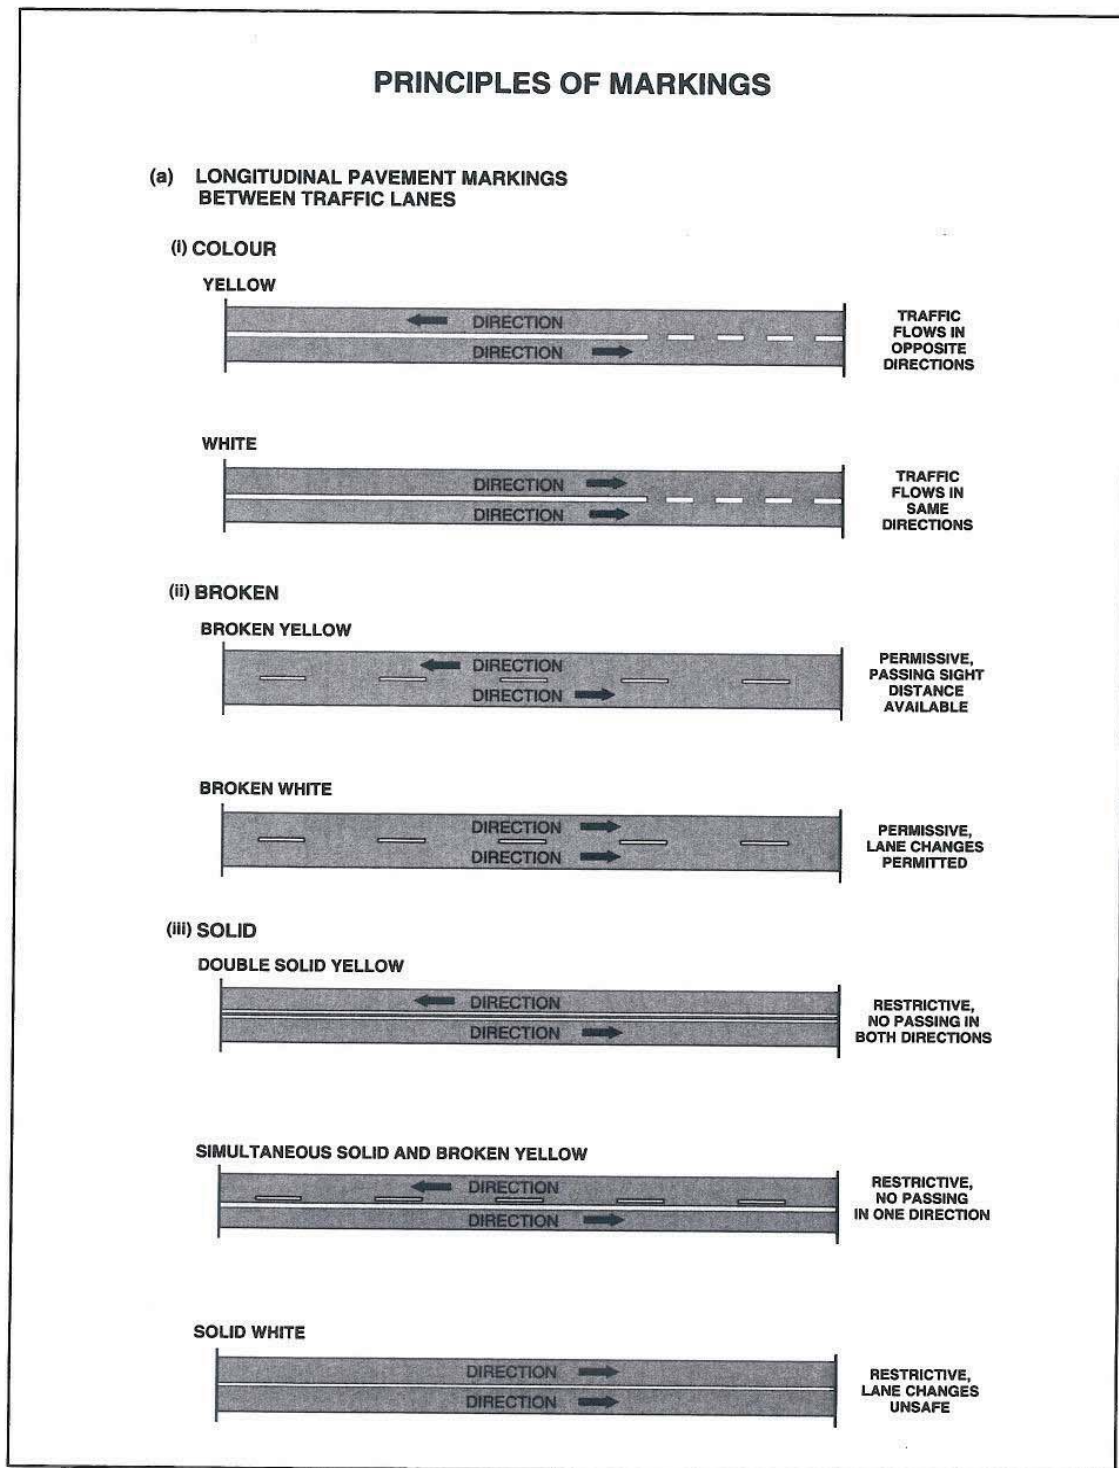 PRINCIPLES OF MARKINGS
(a) LONGITUDINAL PAVEMENT MARKINGS
BETWEEN TRAFFIC LANES
(i) COLOUR
YELLOW
DIRECTION
DIRECTION
TRAFFIC
FLOWS IN
OPPOSITE
DIRECTIONS
WHITE
DIRECTION
DIRECTION
TRAFFIC
FLOWS IN
SAME
DIRECTIONS
(ii) BROKEN
BROKEN YELLOW
DIRECTION
DIRECTION
PERMISSIVE,
PASSING SIGHT
DISTANCE
AVAILABLE
BROKEN WHITE
DIRECTION
DIRECTION
PERMISSIVE,
LANE CHANGES
PERMITTED
(iii) SOLID
DOUBLE SOLID YELLOW
DIRECTION
DIRECTION
RESTRICTIVE,
NO PASSING IN
BOTH DIRECTIONS
SIMULTANEOUS SOLID AND BROKEN YELLOW
DIRECTION
DIRECTION
RESTRICTIVE,
NO PASSING
IN ONE DIRECTION
SOLID WHITE
DIRECTION
DIRECTION
RESTRICTIVE,
LANE CHANGES
UNSAFE